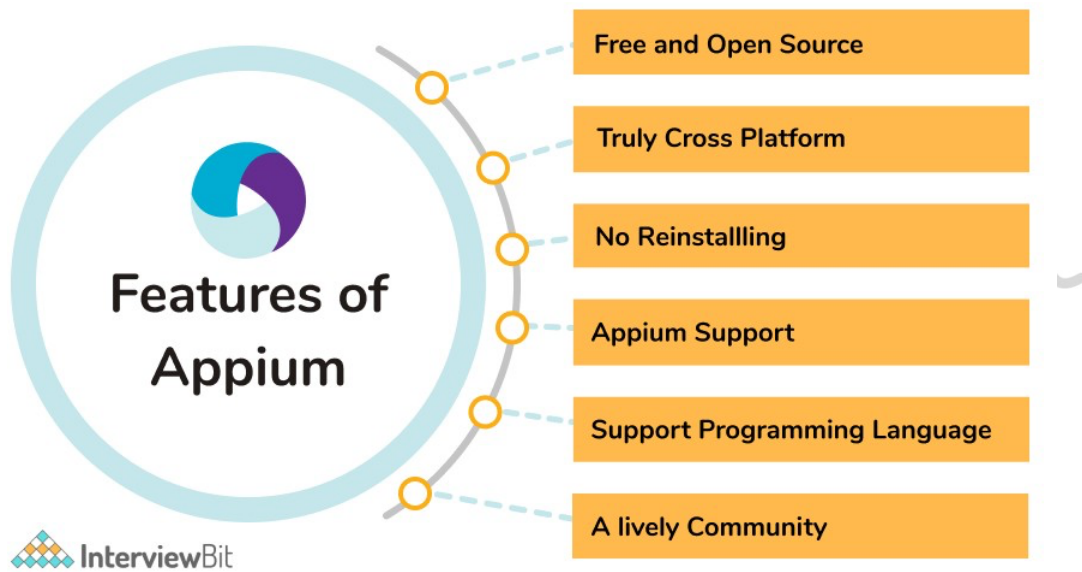 Features of
Appium
Free and Open Source
Truly Cross Platform
No Reinstallling
Appium Support
Support Programming Language
A lively Community
InterviewBit